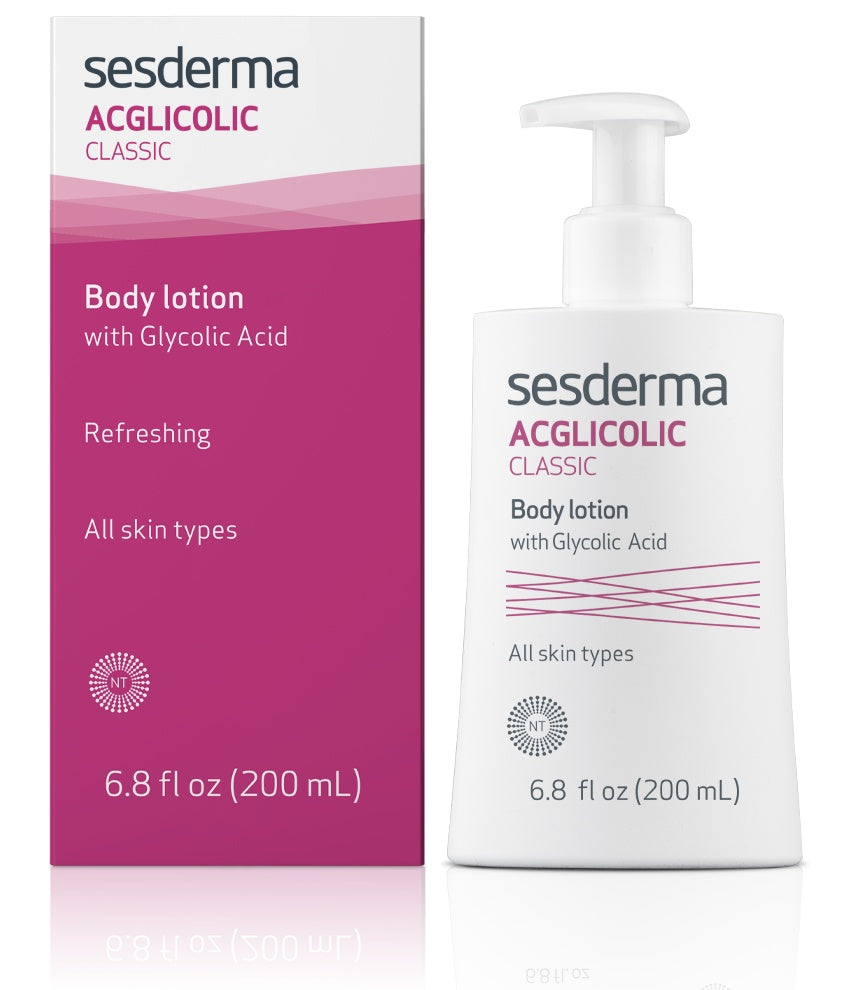 sesderma
ACGLICOLIC
CLASSIC
Body lotion
with Glycolic Acid
Refreshing
All skin types
NT
6.8 fl oz (200 mL)
sesderma
ACGLICOLIC
CLASSIC
Body lotion
with Glycolic Acid
All skin types
NT
6.8 fl oz (200 mL)